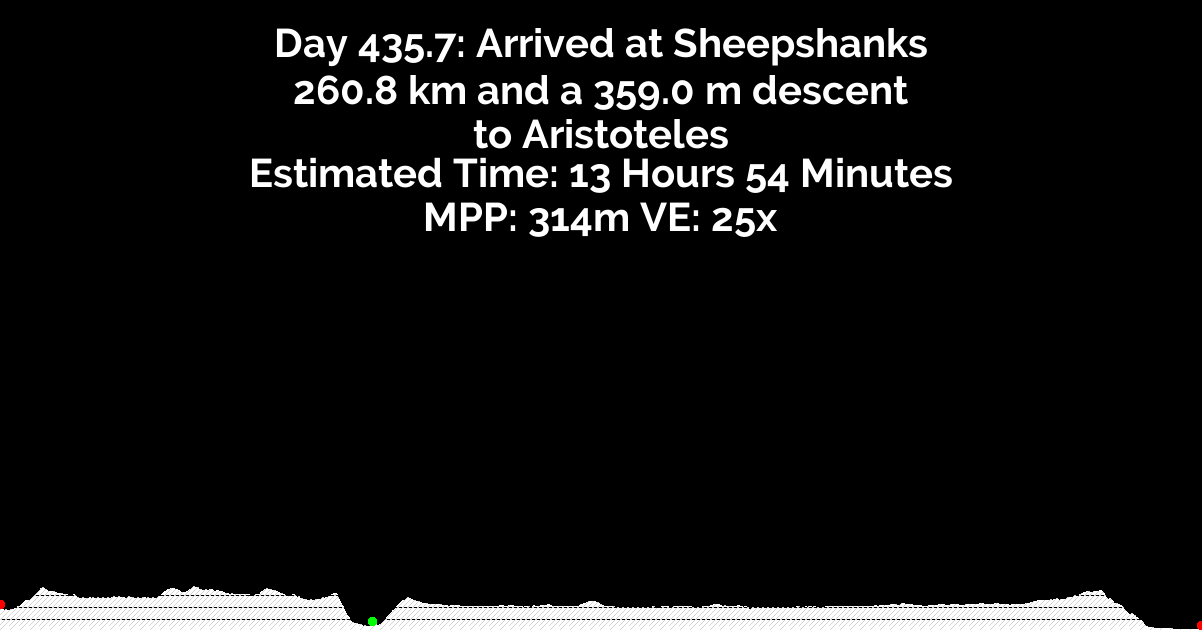 Day 435.7: Arrived at Sheepshanks
260.8 km and a 359.0 m descent
to Aristoteles
Estimated Time: 13 Hours 54 Minutes
MPP: 314m VE: 25x